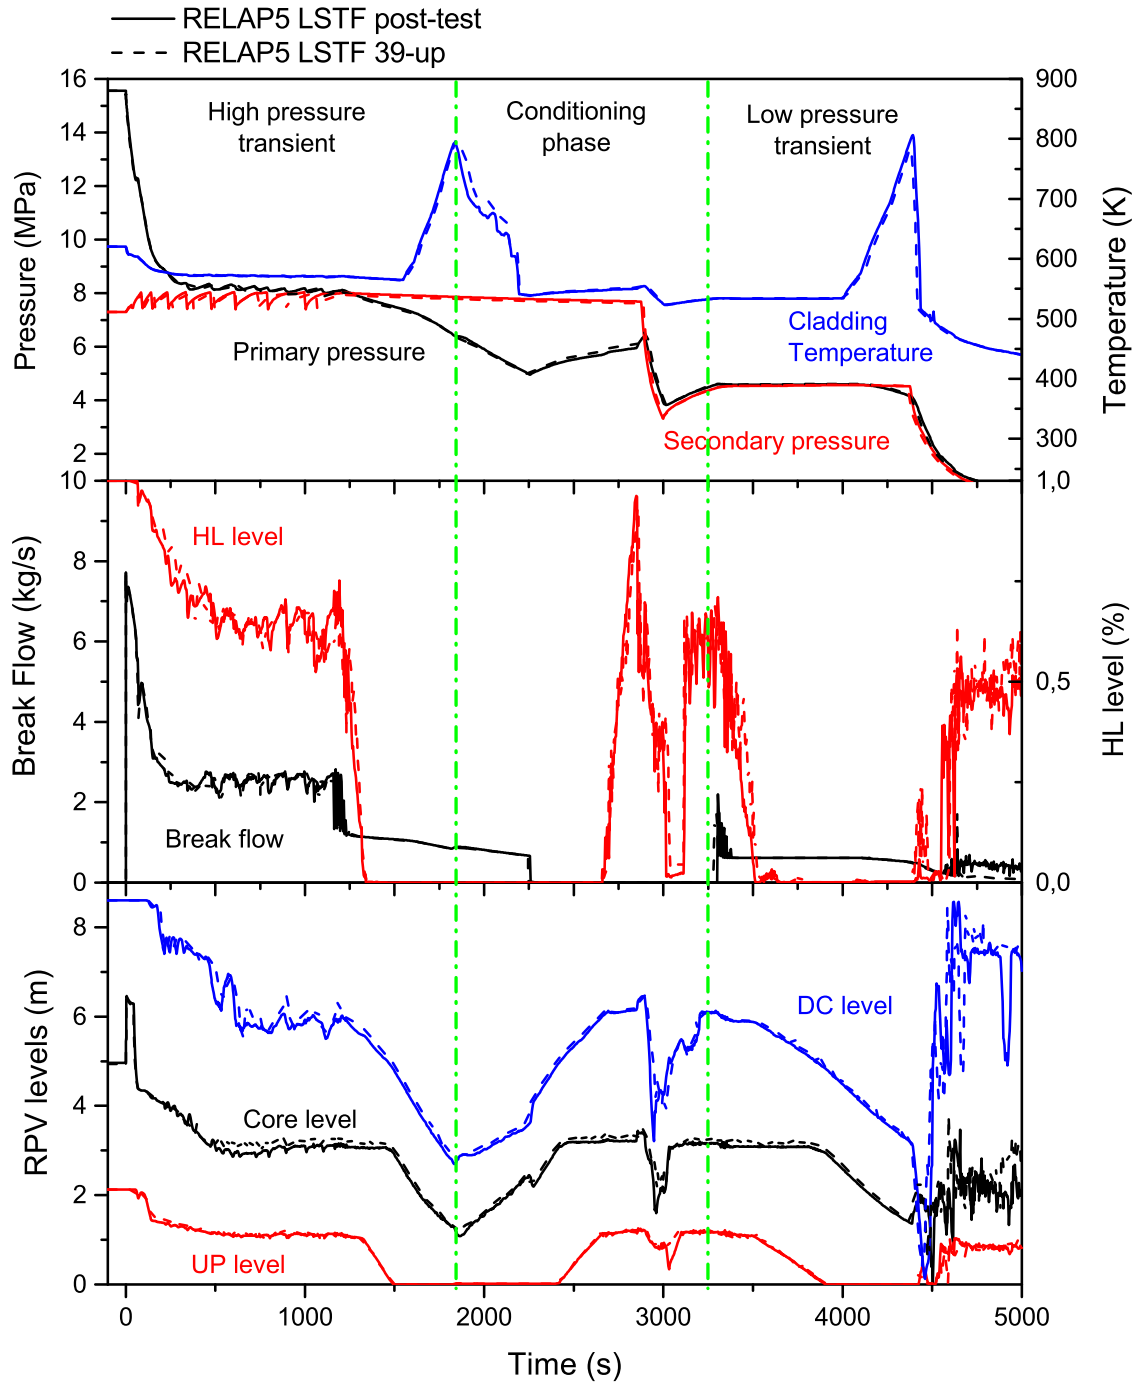 RELAP5 LSTF post-test
RELAP5 LSTF 39-up
16
14
12
10
8
6
4
2
Pressure (MPa)
High pressure
transient
Conditioning
phase
Low pressure
transient
Primary pressure
Cladding
Temperature
Secondary pressure
900
800
700
600
500
400
300
Temperature (K)
10
8
6
4
2
0
Break Flow (kg/s)
HL level
Break flow
1,0
0,5
0,0
HL level (%)
8
6
4
2
0
RPV levels (m)
DC level
Core level
UP level
0
1000
2000
3000
4000
5000
Time (s)